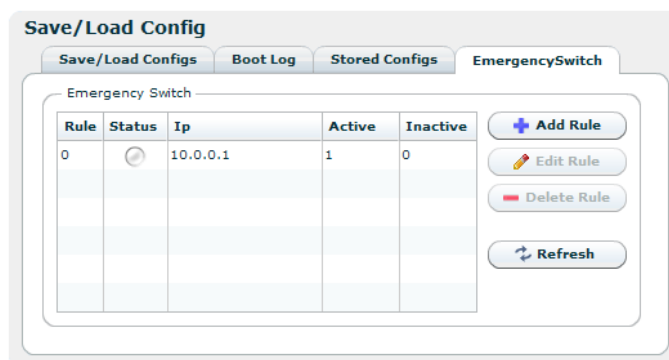 Save/Load Config
Save/Load Configs Boot Log Stored Configs EmergencySwitch
Emergency Switch
Rule Status Ip Active Inactive
0 10.0.0.1 1 0
Add Rule
Edit Rule
Delete Rule
Refresh